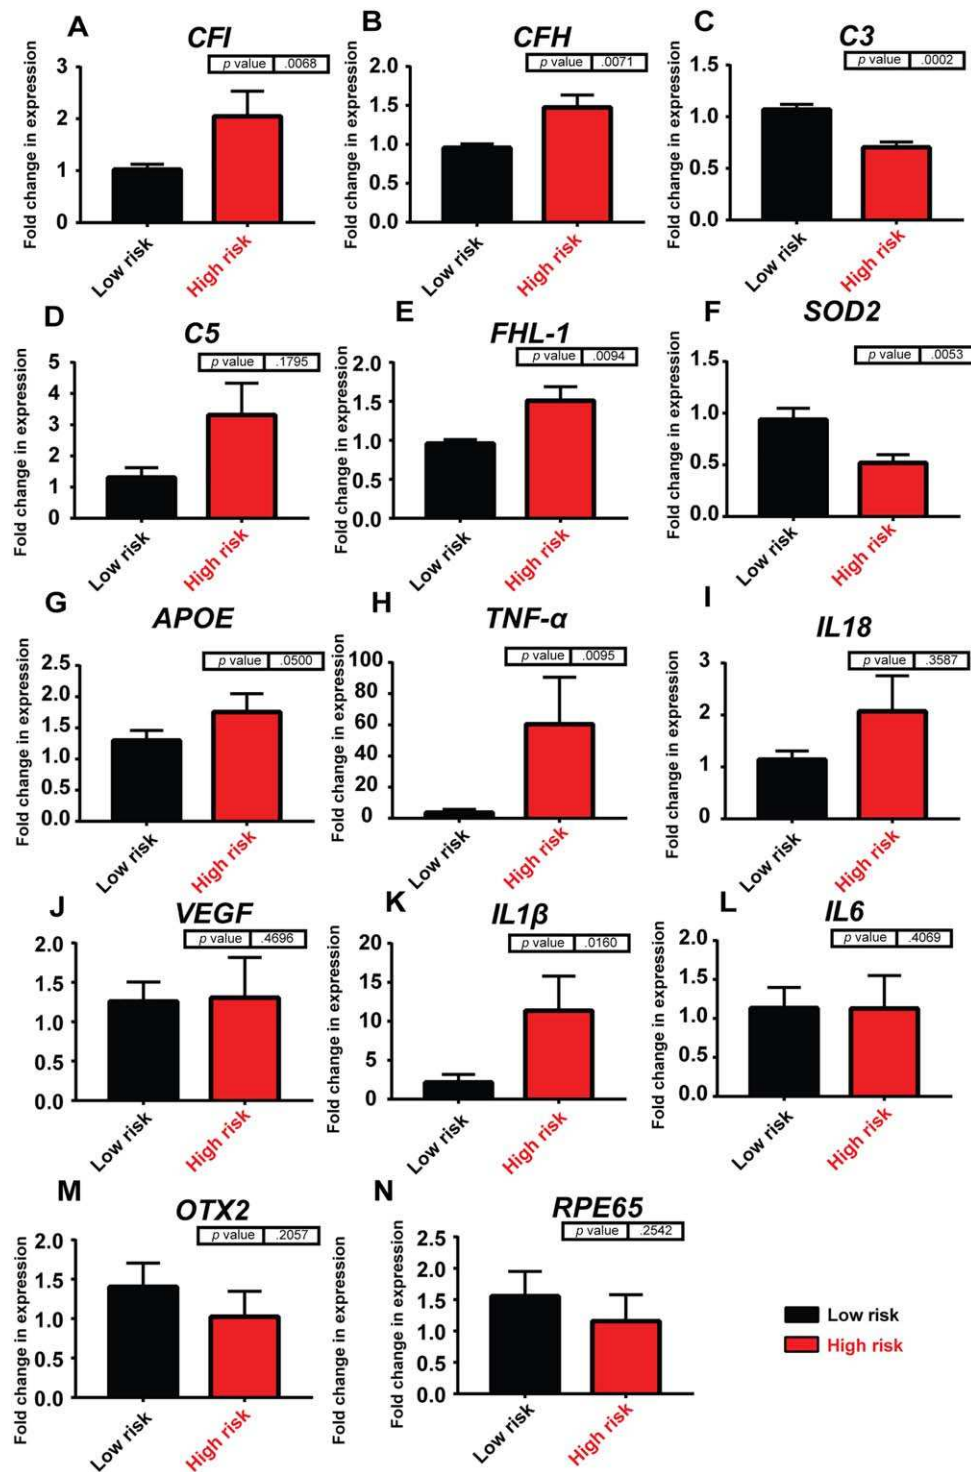 A
CFI
p value .0068
Fold change in expression
3
2
1
0
Low risk
High risk
B
CFH
p value .0071
Fold change in expression
2.0
1.5
1.0
0.5
0.0
Low risk
High risk
C
C3
p value .0002
Fold change in expression
1.5
1.0
0.5
0.0
Low risk
High risk
D
C5
p value .1795
Fold change in expression
5
4
3
2
1
0
Low risk
High risk
E
FHL-1
p value .0094
Fold change in expression
2.0
1.5
1.0
0.5
0.0
Low risk
High risk
F
SOD2
p value .0053
Fold change in expression
1.5
1.0
0.5
0.0
Low risk
High risk
G
APOE
p value .0500
Fold change in expression
2.5
2.0
1.5
1.0
0.5
0.0
Low risk
High risk
H
TNF-α
p value .0095
Fold change in expression
100
80
60
40
20
0
Low risk
High risk
I
IL18
p value .3587
Fold change in expression
3
2
1
0
Low risk
High risk
J
VEGF
p value .4696
Fold change in expression
2.0
1.5
1.0
0.5
0.0
Low risk
High risk
K
IL1β
p value .0160
Fold change in expression
20
15
10
5
0
Low risk
High risk
L
IL6
p value .4069
Fold change in expression
2.0
1.5
1.0
0.5
0.0
Low risk
High risk
M
OTX2
p value .2057
Fold change in expression
2.0
1.5
1.0
0.5
0.0
Low risk
High risk
N
RPE65
p value .2542
Fold change in expression
2.5
2.0
1.5
1.0
0.5
0.0
Low risk
High risk
Low risk
High risk